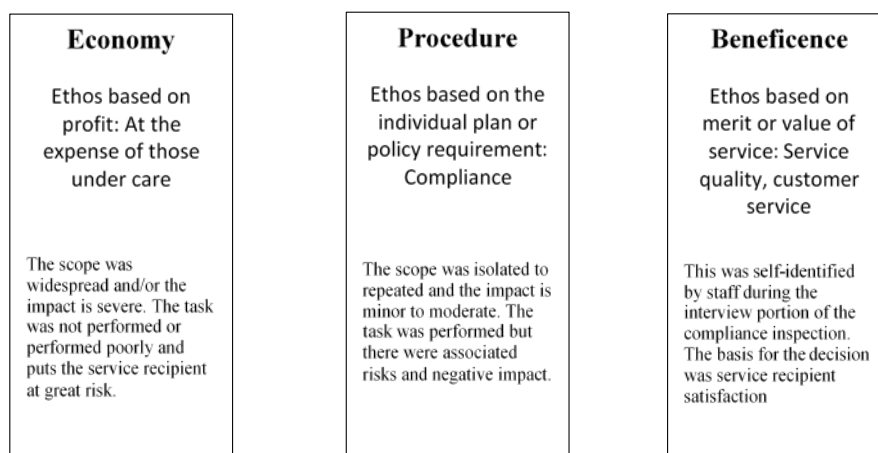 Economy
Ethos based on
profit: At the
expense of those
under care
The scope was
widespread and/or the
impact is severe. The task
was not performed or
performed poorly and
puts the service recipient
at great risk.
Procedure
Ethos based on the
individual plan or
policy requirement:
Compliance
The scope was isolated to
repeated and the impact is
minor to moderate. The
task was performed but
there were associated
risks and negative impact.
Beneficence
Ethos based on
merit or value of
service: Service
quality, customer
service
This was self-identified
by staff during the
interview portion of the
compliance inspection.
The basis for the decision
was service recipient
satisfaction